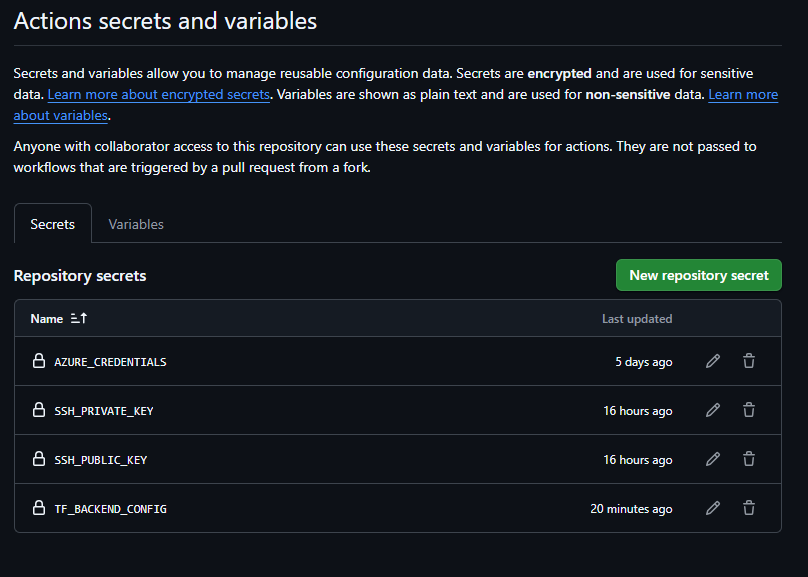 Actions secrets and variables
Secrets and variables allow you to manage reusable configuration data. Secrets are encrypted and are used for sensitive
data. Learn more about encrypted secrets. Variables are shown as plain text and are used for non-sensitive data. Learn more
about variables.
Anyone with collaborator access to this repository can use these secrets and variables for actions. They are not passed to
workflows that are triggered by a pull request from a fork.
Secrets Variables
Repository secrets New repository secret
Name Last updated
AZURE_CREDENTIALS 5 days ago
SSH_PRIVATE_KEY 16 hours ago
SSH_PUBLIC_KEY 16 hours ago
TF_BACKEND_CONFIG 20 minutes ago